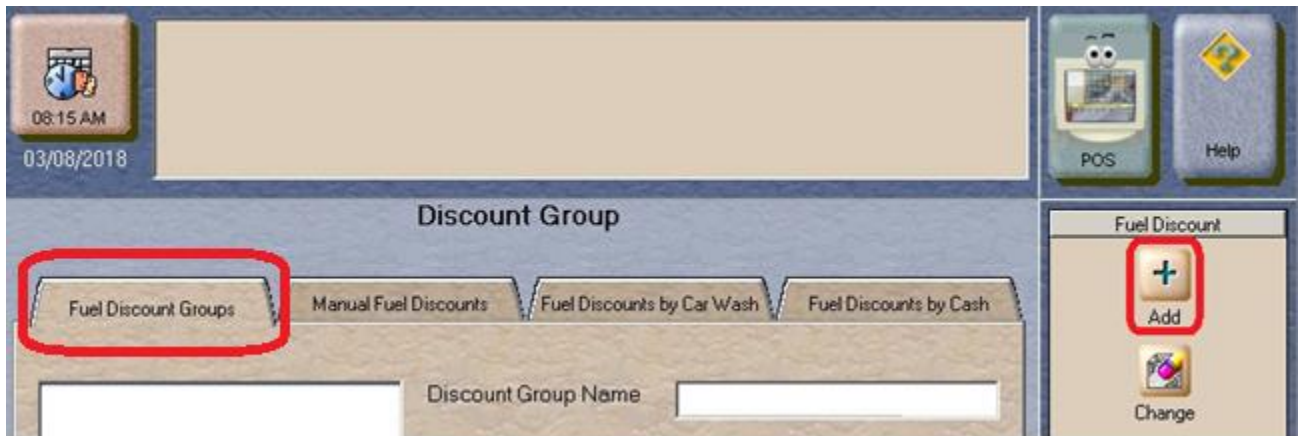 08:15 AM
03/08/2018
POS
Help
Discount Group
Fuel Discount Groups
Manual Fuel Discounts
Fuel Discounts by Car Wash
Fuel Discounts by Cash
Discount Group Name
Fuel Discount
Add
Change